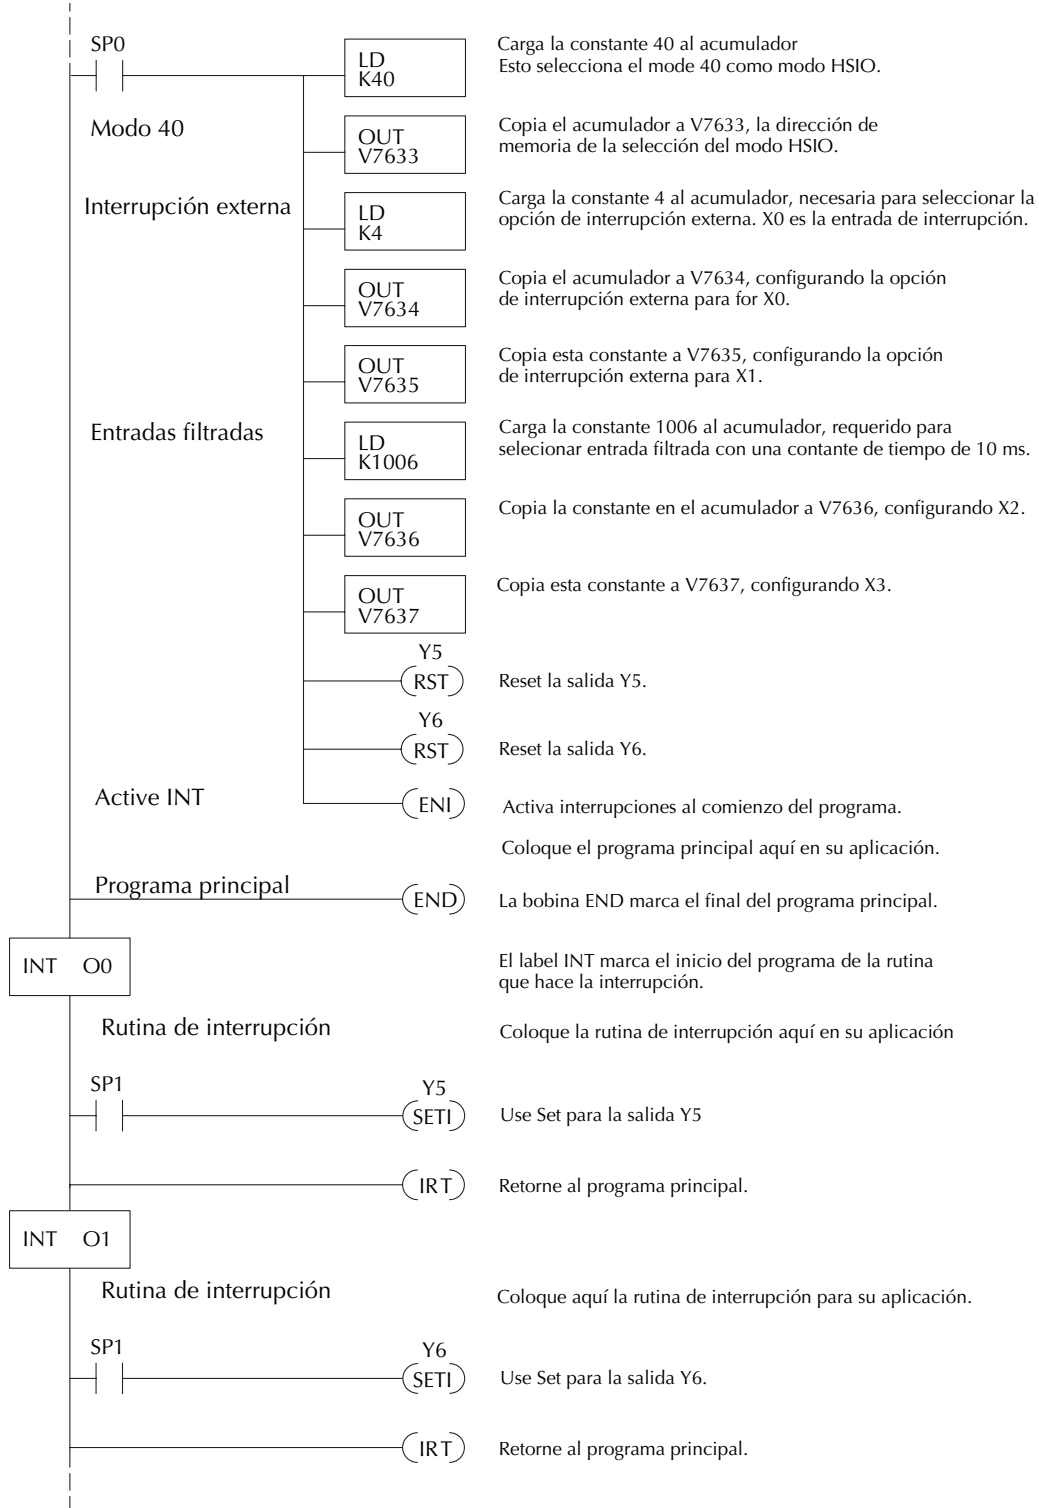 SP0
LD
K40
Carga la constante 40 al acumulador
Esto selecciona el mode 40 como modo HSIO.
Modo 40
OUT
V7633
Copia el acumulador a V7633, la dirección de
memoria de la selección del modo HSIO.
Interrupción externa
LD
K4
Carga la constante 4 al acumulador, necesaria para seleccionar la
opción de interrupción externa. X0 es la entrada de interrupción.
OUT
V7634
Copia el acumulador a V7634, configurando la opción
de interrupción externa para for X0.
OUT
V7635
Copia esta constante a V7635, configurando la opción
de interrupción externa para X1.
Entradas filtradas
LD
K1006
Carga la constante 1006 al acumulador, requerido para
selecionar entrada filtrada con una contante de tiempo de 10 ms.
OUT
V7636
Copia la constante en el acumulador a V7636, configurando X2.
OUT
V7637
Copia esta constante a V7637, configurando X3.
Y5
RST
Reset la salida Y5.
Y6
RST
Reset la salida Y6.
Active INT
ENI
Activa interrupciones al comienzo del programa.
Coloque el programa principal aquí en su aplicación.
Programa principal
END
La bobina END marca el final del programa principal.
INT O0
El label INT marca el inicio del programa de la rutina
que hace la interrupción.
Rutina de interrupción
Coloque la rutina de interrupción aquí en su aplicación
SP1
Y5
SETI
Use Set para la salida Y5
IRT
Retorne al programa principal.
INT O1
Rutina de interrupción
Coloque aquí la rutina de interrupción para su aplicación.
SP1
Y6
SETI
Use Set para la salida Y6.
IRT
Retorne al programa principal.